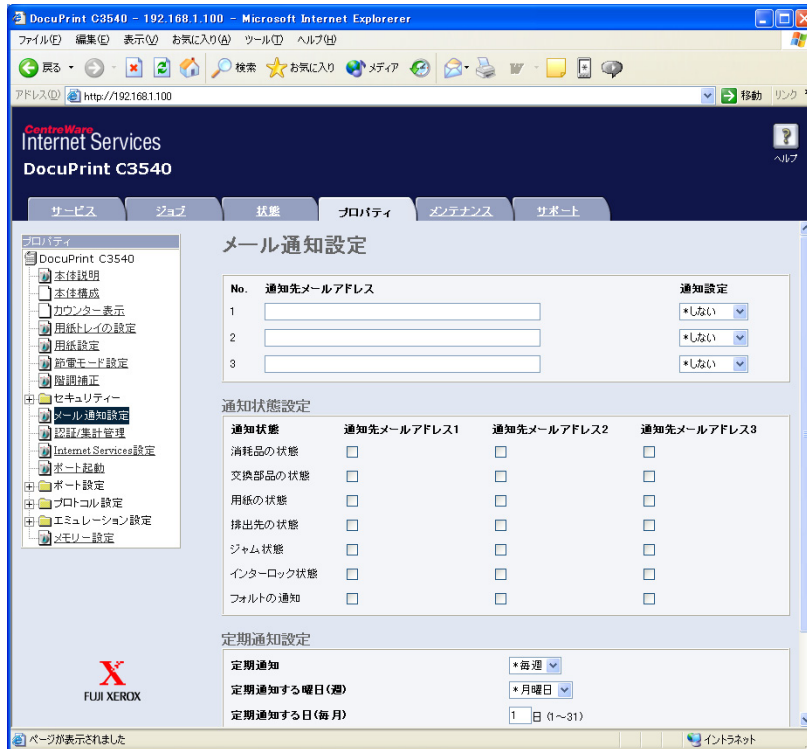 DocuPrint C3540 - 192.168.1.100 - Microsoft Internet Explorerer
ファイル(F) 編集(E) 表示(V) お気に入り(A) ツール(T) ヘルプ(H)
戻る 検索 お気に入り メディア
アドレス(D) http://192.168.1.100 移動 リンク
CentreWare
Internet Services
DocuPrint C3540
ヘルプ
サービス ジョブ 状態 プロパティ メンテナンス サポート
プロパティ
DocuPrint C3540
本体説明
本体構成
カウンター表示
用紙トレイの設定
用紙設定
節電モード設定
階調補正
セキュリティー
メール通知設定
認証/集計管理
Internet Services設定
ポート起動
ポート設定
プロトコル設定
エミュレーション設定
メモリー設定
FUJI XEROX
メール通知設定
No. 通知先メールアドレス 通知設定
1 *しない
2 *しない
3 *しない
通知状態設定
通知状態 通知先メールアドレス1 通知先メールアドレス2 通知先メールアドレス3
消耗品の状態
交換部品の状態
用紙の状態
排出先の状態
ジャム状態
インターロック状態
フォルトの通知
定期通知設定
定期通知 *毎週
定期通知する曜日(週) *月曜日
定期通知する日(毎月) 1 日 (1～31)
ページが表示されました イントラネット